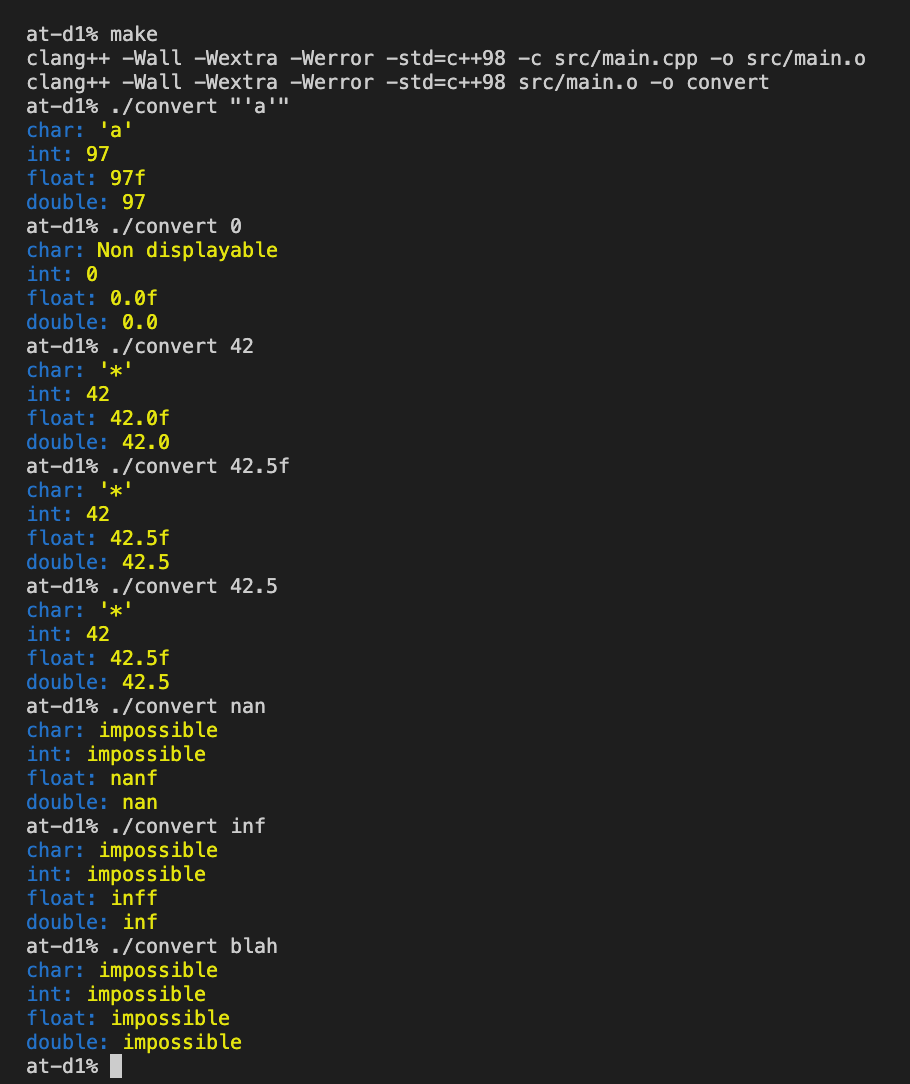 at-d1% make
clang++ -Wall -Wextra -Werror -std=c++98 -c src/main.cpp -o src/main.o
clang++ -Wall -Wextra -Werror -std=c++98 src/main.o -o convert
at-d1% ./convert "'a'"
char: 'a'
int: 97
float: 97f
double: 97
at-d1% ./convert 0
char: Non displayable
int: 0
float: 0.0f
double: 0.0
at-d1% ./convert 42
char: '*'
int: 42
float: 42.0f
double: 42.0
at-d1% ./convert 42.5f
char: '*'
int: 42
float: 42.5f
double: 42.5
at-d1% ./convert 42.5
char: '*'
int: 42
float: 42.5f
double: 42.5
at-d1% ./convert nan
char: impossible
int: impossible
float: nanf
double: nan
at-d1% ./convert inf
char: impossible
int: impossible
float: inff
double: inf
at-d1% ./convert blah
char: impossible
int: impossible
float: impossible
double: impossible
at-d1%